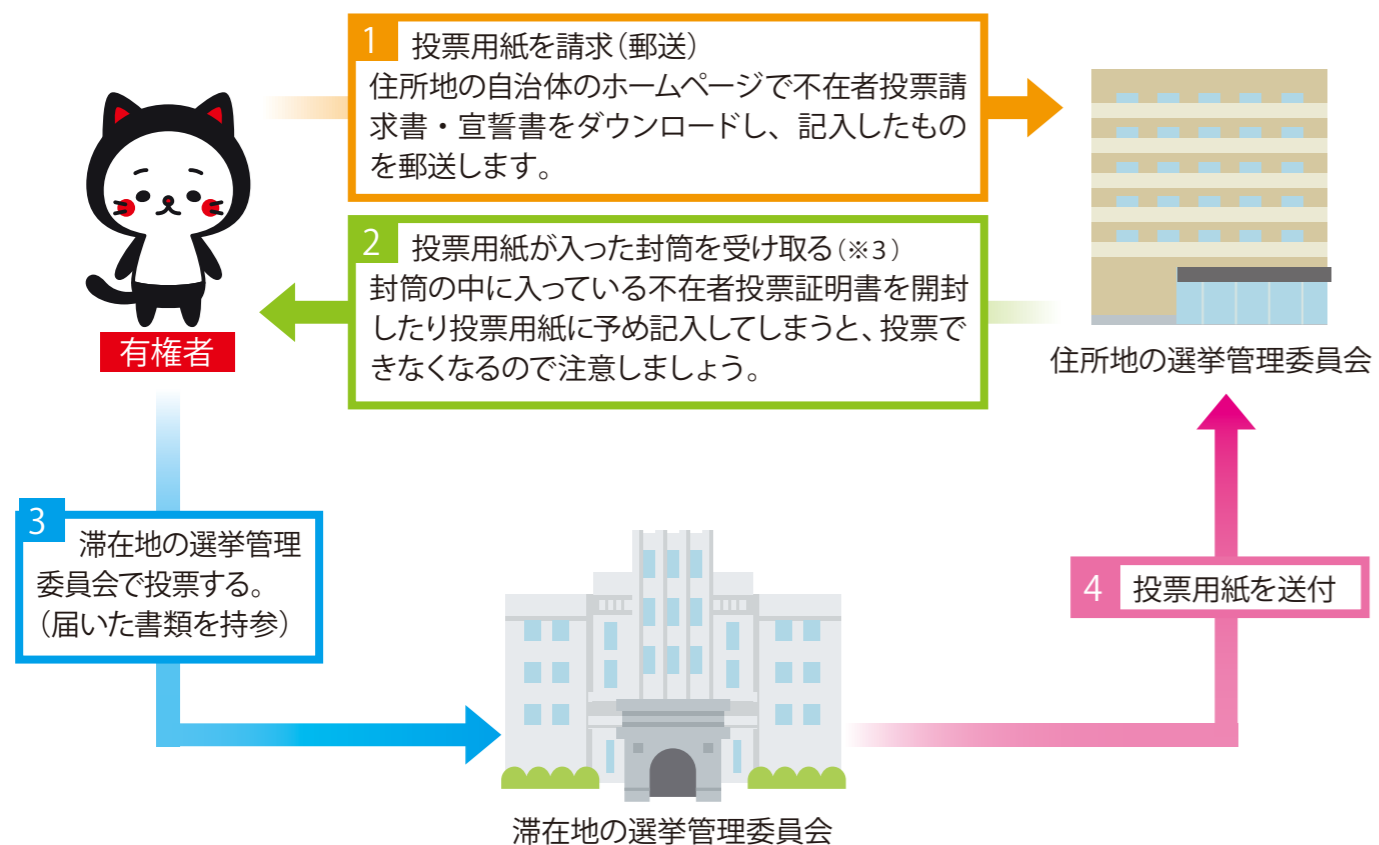 1 投票用紙を請求(郵送)
住所地の自治体のホームページで不在者投票請
求書・宣誓書をダウンロードし、記入したもの
を郵送します。
2 投票用紙が入った封筒を受け取る(※3)
封筒の中に入っている不在者投票証明書を開封
したり投票用紙に予め記入してしまうと、投票で
きなくなるので注意しましょう。
有権者
住所地の選挙管理委員会
3 滞在地の選挙管理
委員会で投票する。
(届いた書類を持参)
4 投票用紙を送付
滞在地の選挙管理委員会